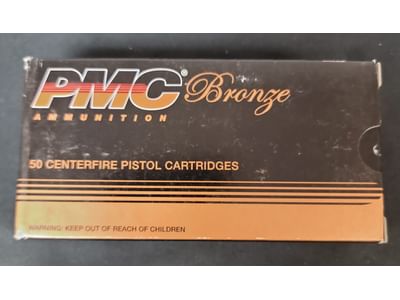 PMC® Bronze
AMMUNITION
50 CENTERFIRE PISTOL CARTRIDGES
WARNING: KEEP OUT OF REACH OF CHILDREN